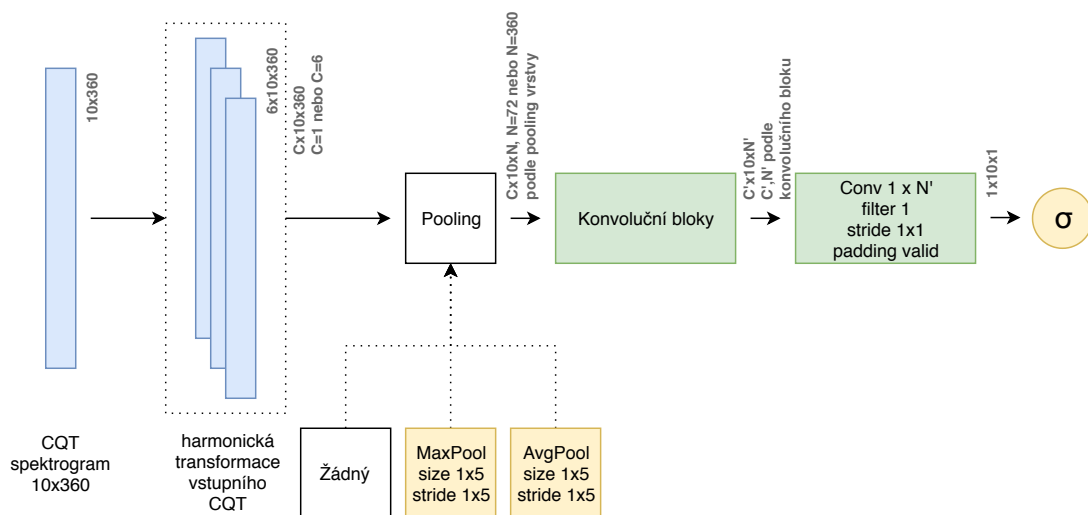 10x360
6x10x360
Cx10x360
C=1 nebo C=6
Cx10xN, N=72 nebo N=360
podle pooling vrstvy
C'x10xN'
C',N' podle
konvolučního bloku
1x10x1
Pooling
Konvoluční bloky
Conv 1 x N'
filter 1
stride 1x1
padding valid
σ
CQT
spektrogram
10x360
harmonická
transformace
vstupního
CQT
Žádný
MaxPool
size 1x5
stride 1x5
AvgPool
size 1x5
stride 1x5